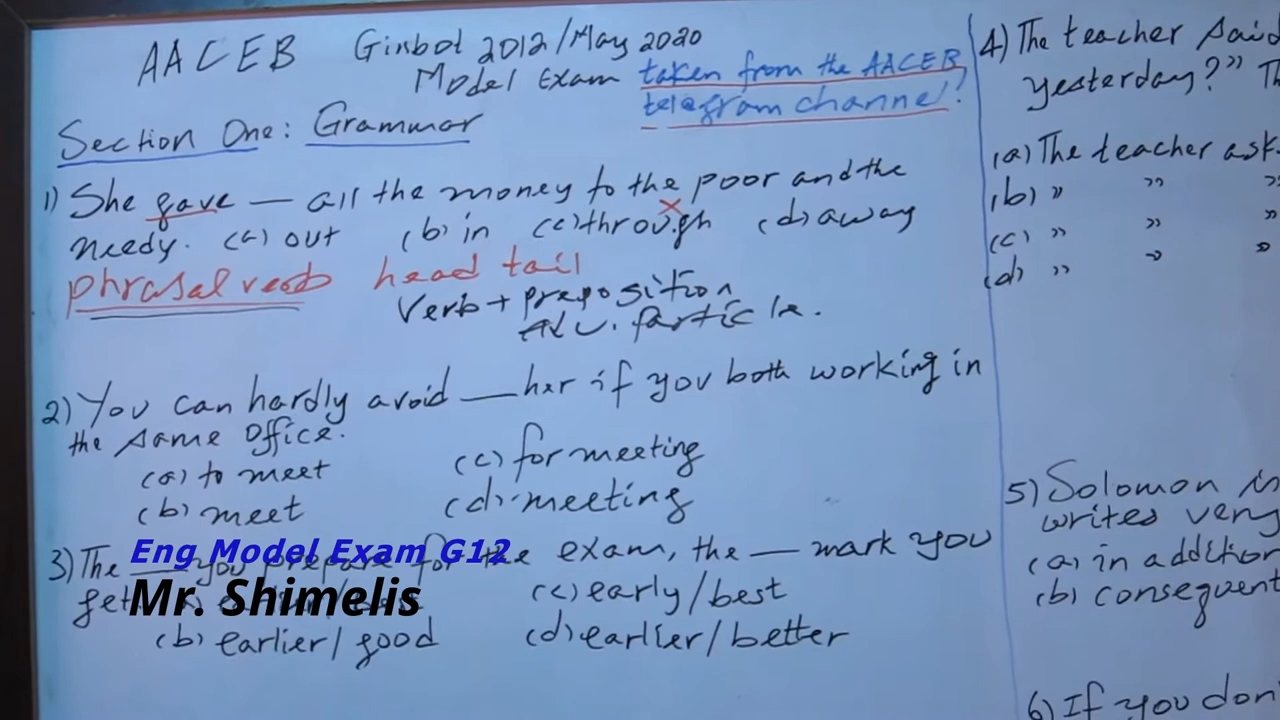 AACEB Ginbot 2012/May 2020
Model Exam taken from the AACEB
telegram channel!
Section One: Grammar
1) She gave — all the money to the poor and the
needy. (a) out (b) in (c) through (d) away
phrasal verb head tail
Verb + preposition
Adv. particle.
2) You can hardly avoid — her if you both working in
the same office.
(a) to meet (c) for meeting
(b) meet (d) meeting
3) The — you prepare for the exam, the — mark you
get
(c) early/best
(b) earlier/good (d) earlier/better
Eng Model Exam G12
Mr. Shimelis
4) The teacher said
yesterday?"
(a) The teacher ask
(b) " " "
(c) " " "
(d) " " "
5) Solomon
writes very
(a) in addition
(b) consequent
6) If you don